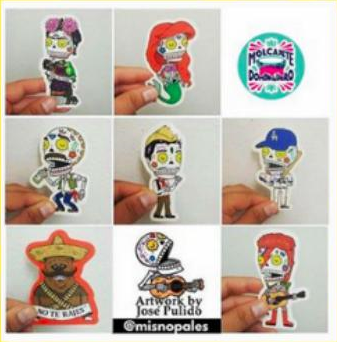 MOLCAJETE
DOMINGUERO
NO TE RAJES
Artwork by
José Pulido
@misnopales